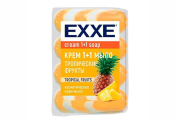 EXXE
cream 1+1 soap
КРЕМ 1+1 МЫЛО
ТРОПИЧЕСКИЕ
ФРУКТЫ
TROPICAL FRUITS